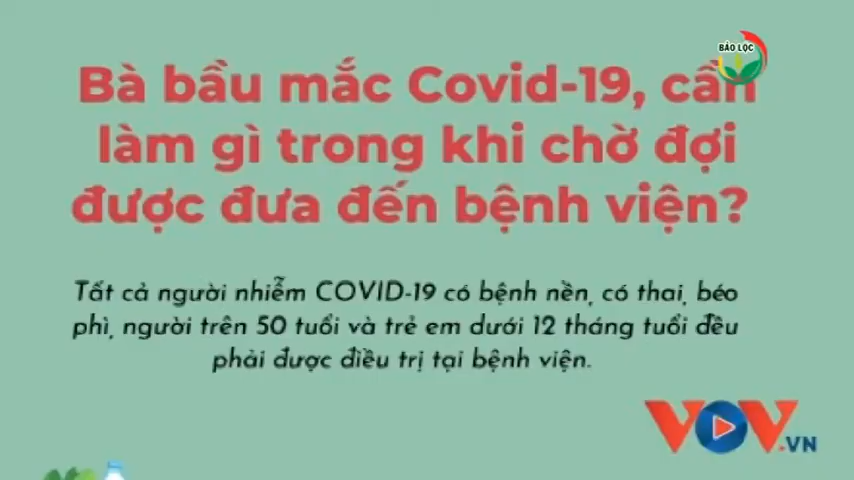 BẢO LỘC
Bà bầu mắc Covid-19, cần
làm gì trong khi chờ đợi
được đưa đến bệnh viện?
Tất cả người nhiễm COVID-19 có bệnh nền, có thai, béo
phì, người trên 50 tuổi và trẻ em dưới 12 tháng tuổi đều
phải được điều trị tại bệnh viện.
VOV.VN